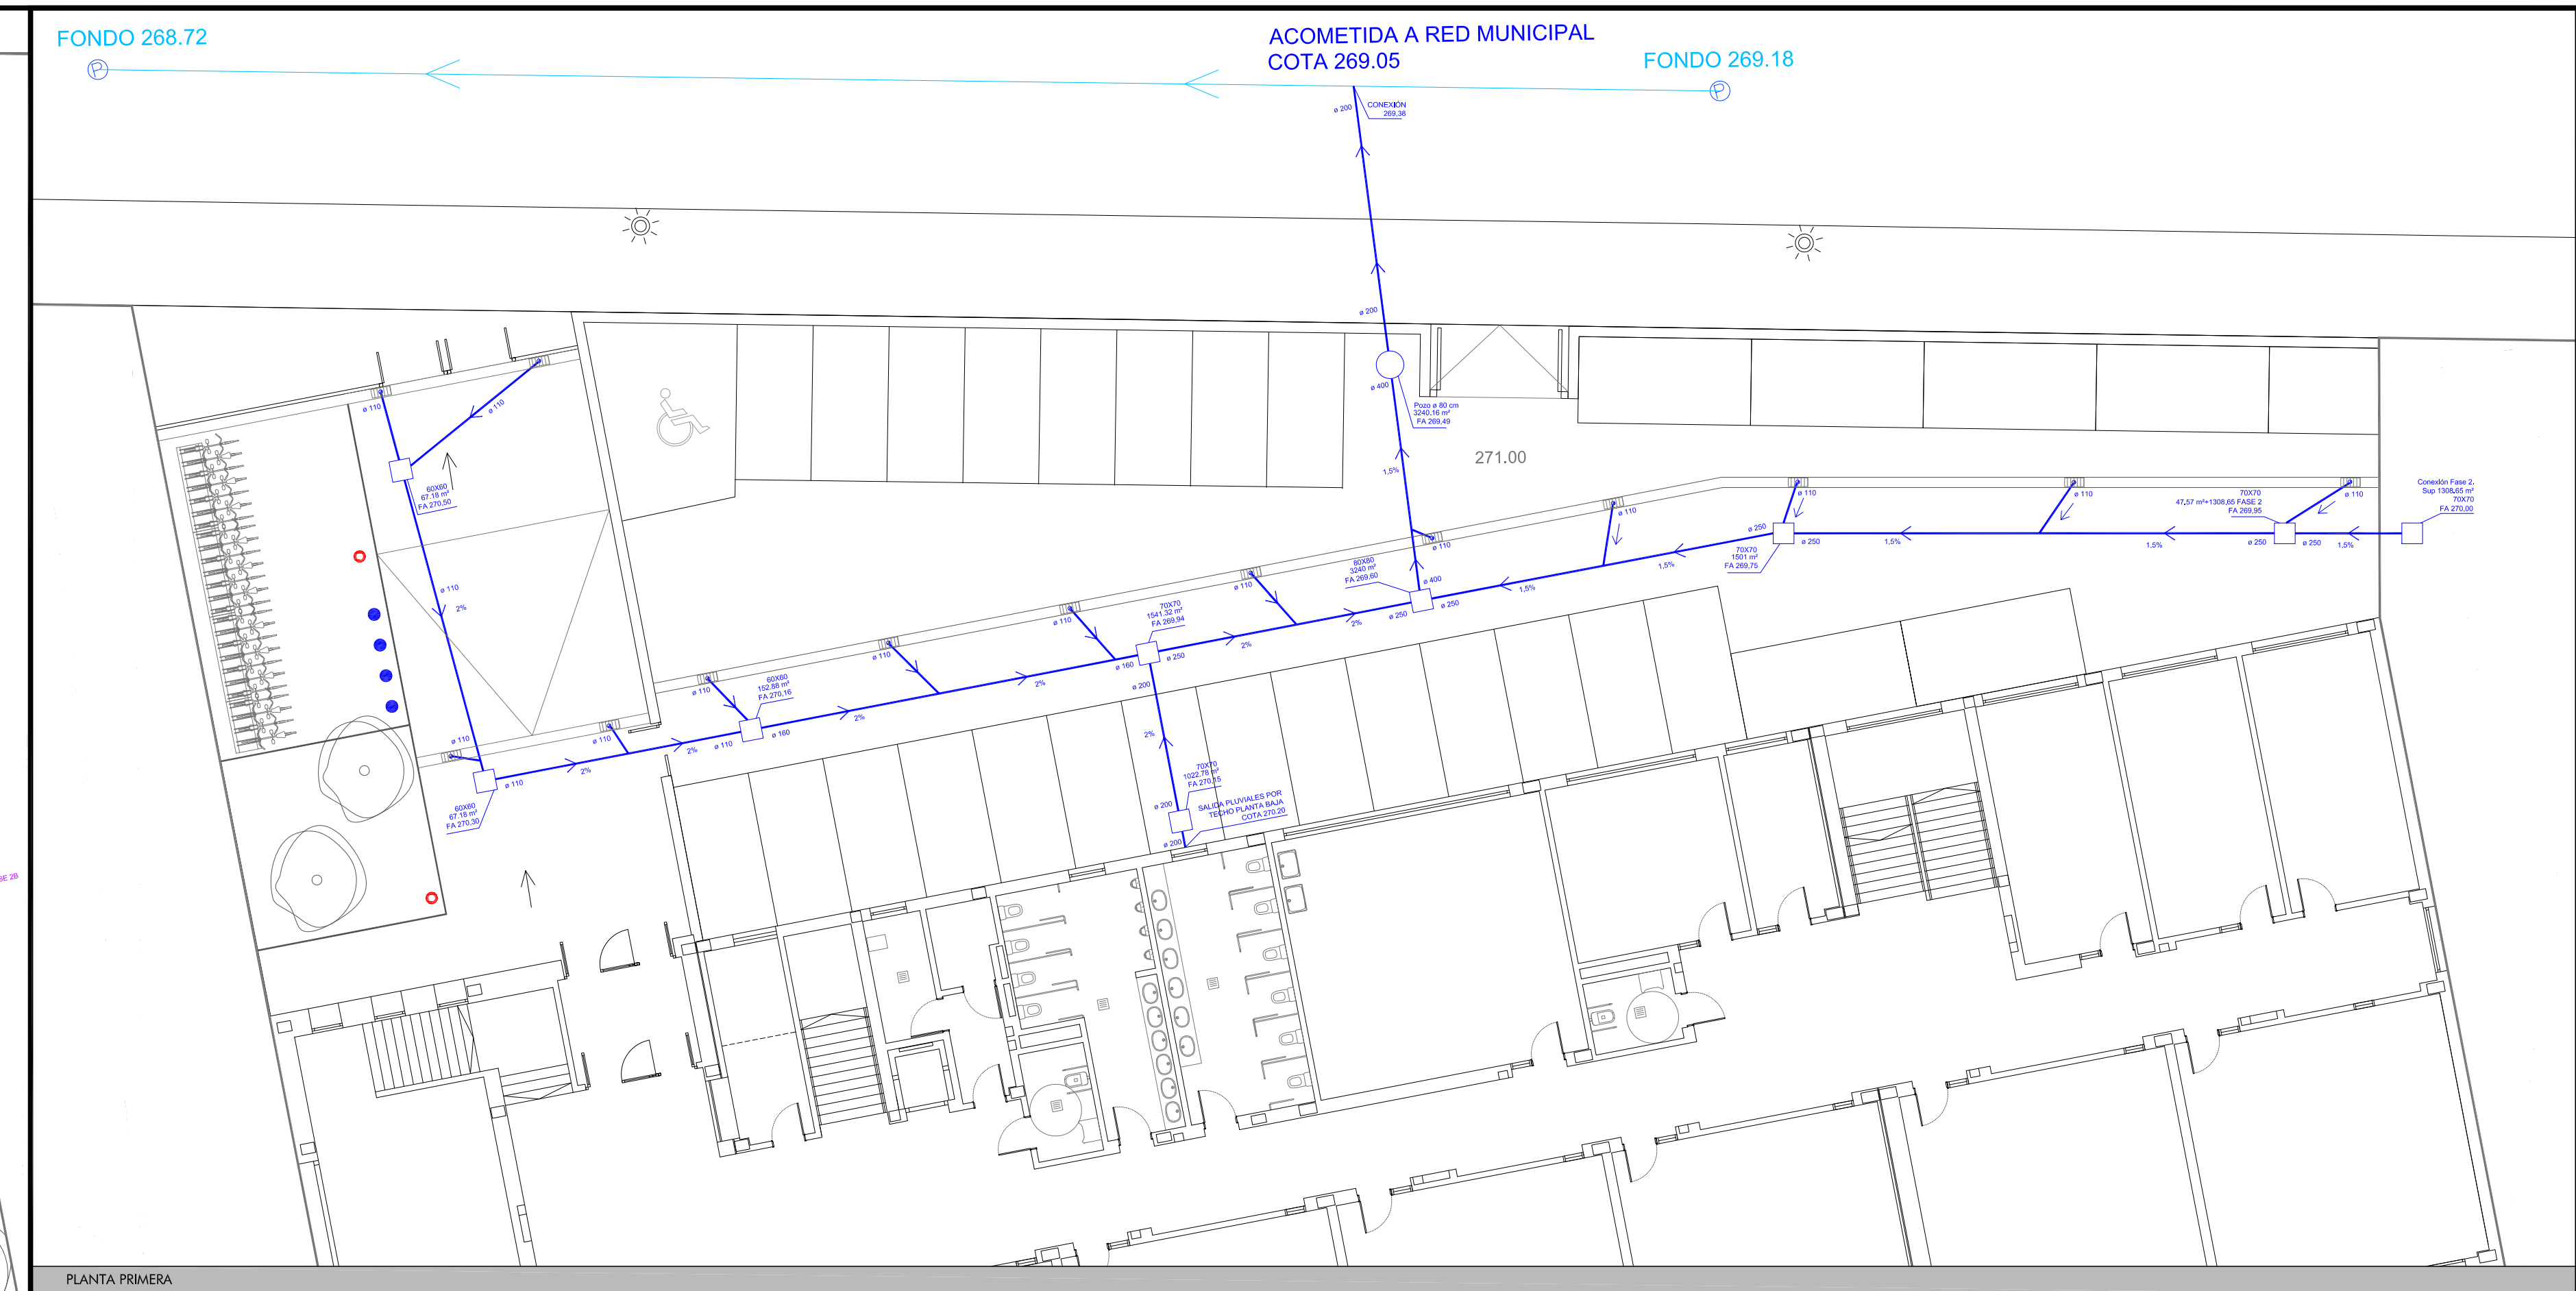 FONDO 268.72
ACOMETIDA A RED MUNICIPAL
COTA 269.05
FONDO 269.18
ø 200
CONEXIÓN
269,38
ø 200
ø 400
Pozo ø 80 cm
3240,16 m²
FA 269,49
1,5%
271.00
ø 110
ø 110
60X60
67.18 m²
FA 270,50
ø 110
2%
ø 110
60X60
67.18 m²
FA 270,30
ø 110
2%
ø 110
2%
ø 110
ø 110
60X60
152.88 m²
FA 270,16
ø 160
2%
ø 110
2%
ø 110
ø 160
70X70
1541.32 m²
FA 269,94
ø 250
ø 200
2%
ø 110
2%
ø 250
80X80
3240 m²
FA 269,60
ø 400
ø 250
ø 110
1,5%
ø 110
1,5%
ø 250
70X70
1501 m²
FA 269,75
ø 110
ø 250
1,5%
ø 110
1,5%
70X70
47,57 m²+1308,65 FASE 2
FA 269,95
ø 250
ø 250
1,5%
ø 110
Conexión Fase 2.
Sup 1308,65 m²
70X70
FA 270,00
70X70
1022.78 m²
FA 270,15
ø 200
SALIDA PLUVIALES POR
TECHO PLANTA BAJA
COTA 270.20
ø 200
SE 2B
PLANTA PRIMERA